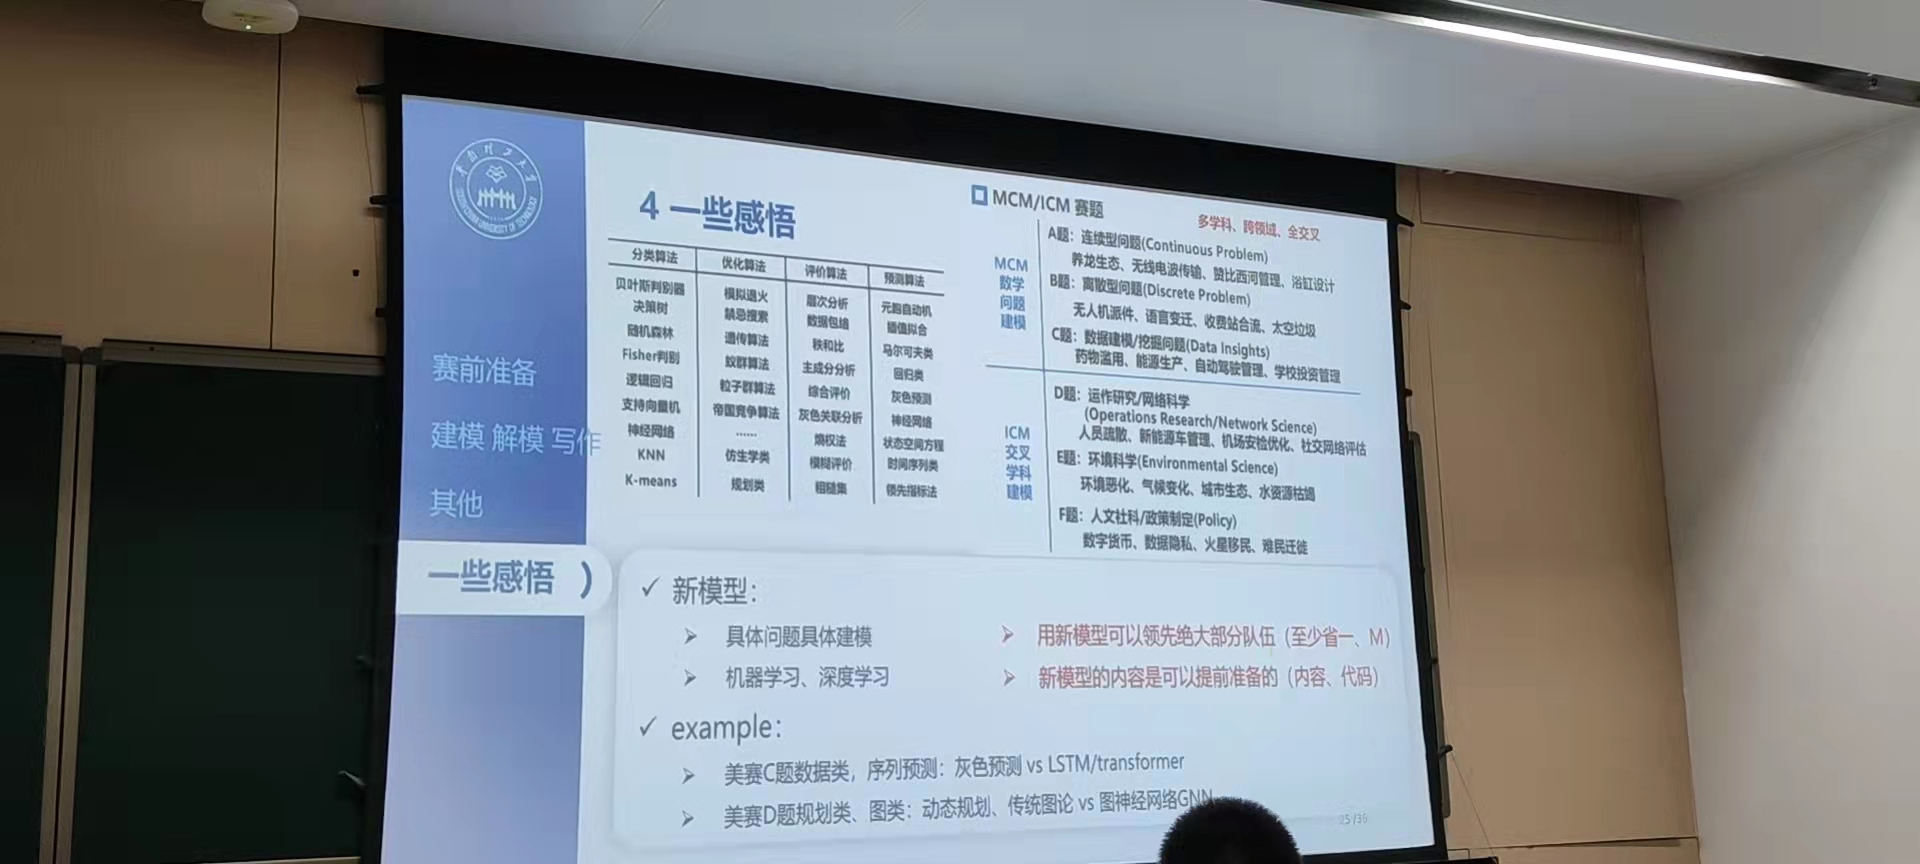 华南理工大学
SOUTH CHINA UNIVERSITY OF TECHNOLOGY
赛前准备
建模 解模 写作
其他
一些感悟
4 一些感悟
分类算法 优化算法 评价算法 预测算法
贝叶斯判别器 模拟退火 层次分析 元胞自动机
决策树 禁忌搜索 数据包络 插值拟合
随机森林 遗传算法 秩和比 马尔可夫类
Fisher判别 蚁群算法 主成分分析 回归类
逻辑回归 粒子群算法 综合评价 灰色预测
支持向量机 帝国竞争算法 灰色关联分析 神经网络
神经网络 …… 熵权法 状态空间方程
KNN 仿生学类 模糊评价 时间序列类
K-means 规划类 粗糙集 领先指标法
MCM/ICM 赛题
多学科、跨领域、全交叉
MCM
数学
问题
建模
A题：连续型问题(Continuous Problem)
养龙生态、无线电波传输、赞比西河管理、浴缸设计
B题：离散型问题(Discrete Problem)
无人机派件、语言变迁、收费站合流、太空垃圾
C题：数据建模/挖掘问题(Data Insights)
药物滥用、能源生产、自动驾驶管理、学校投资管理
ICM
交叉
学科
建模
D题：运作研究/网络科学
(Operations Research/Network Science)
人员疏散、新能源车管理、机场安检优化、社交网络评估
E题：环境科学(Environmental Science)
环境恶化、气候变化、城市生态、水资源枯竭
F题：人文社科/政策制定(Policy)
数字货币、数据隐私、火星移民、难民迁徙
✓ 新模型：
➢ 具体问题具体建模
➢ 机器学习、深度学习
➢ 用新模型可以领先绝大部分队伍（至少省一、M）
➢ 新模型的内容是可以提前准备的（内容、代码）
✓ example：
➢ 美赛C题数据类，序列预测：灰色预测 vs LSTM/transformer
➢ 美赛D题规划类、图类：动态规划、传统图论 vs 图神经网络GNN
25/36